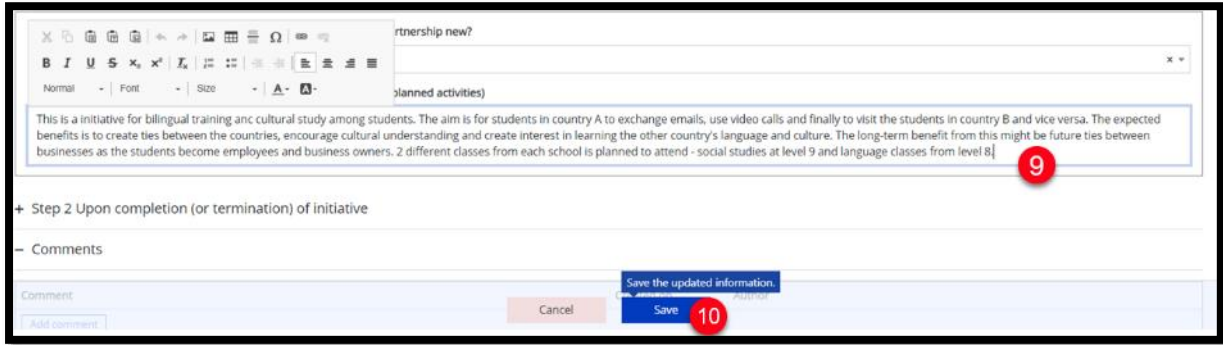 rtnership new?
B I U S x₂ x² Iₓ
x
Normal Font Size A- A-
planned activities)
This is a initiative for bilingual training anc cultural study among students. The aim is for students in country A to exchange emails, use video calls and finally to visit the students in country B and vice versa. The expected
benefits is to create ties between the countries, encourage cultural understanding and create interest in learning the other country's language and culture. The long-term benefit from this might be future ties between
businesses as the students become employees and business owners. 2 different classes from each school is planned to attend - social studies at level 9 and language classes from level 8.
9
+ Step 2 Upon completion (or termination) of initiative
– Comments
Save the updated information.
Comment Author
Cancel Save 10
Add comment